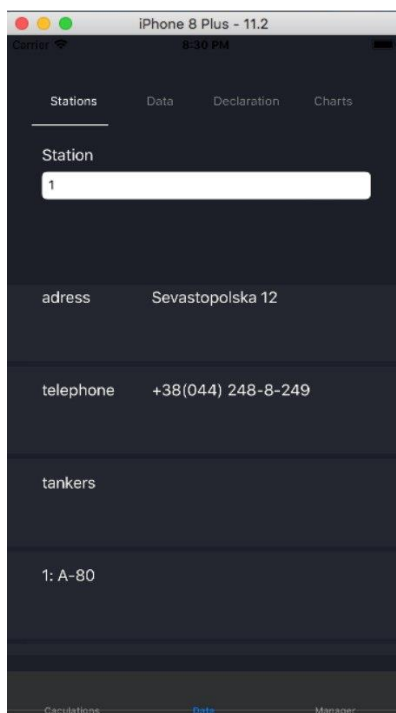 iPhone 8 Plus - 11.2
Carrier 8:30 PM
Stations Data Declaration Charts
Station
1
adress Sevastopolska 12
telephone +38(044) 248-8-249
tankers
1: A-80
Caculations Data Manager